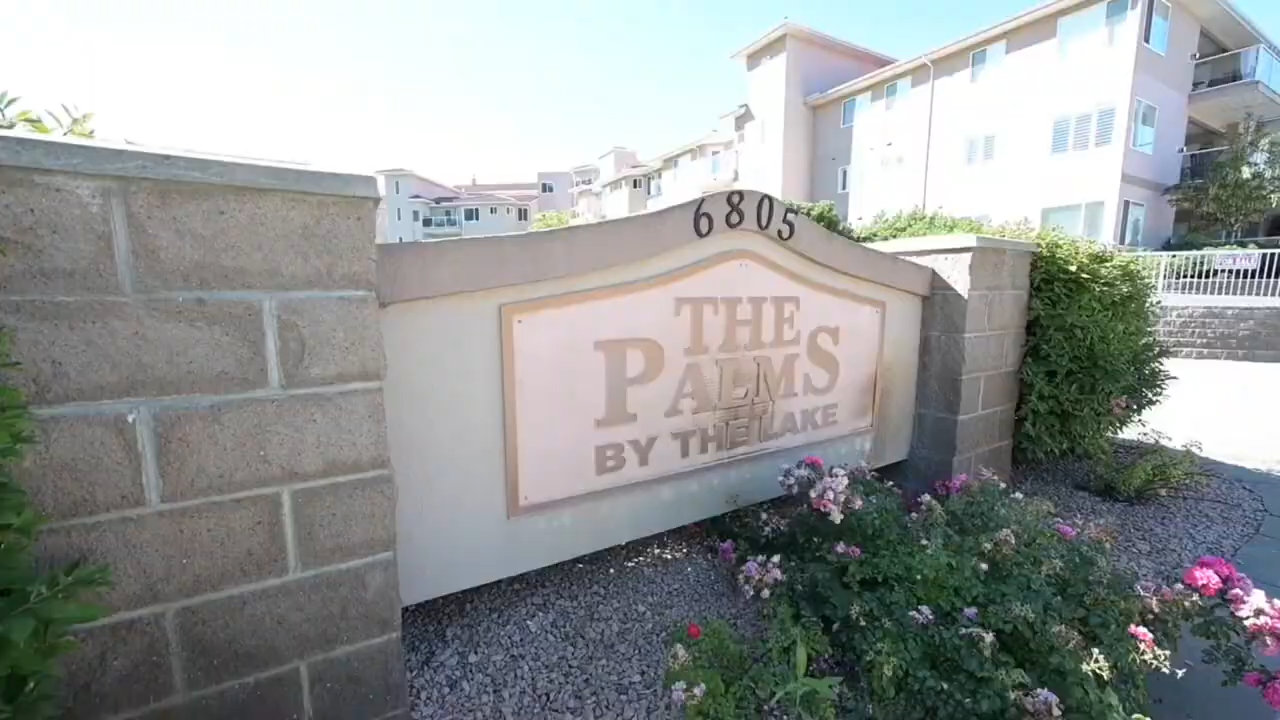 6805
THE
PALMS
BY THE LAKE
FOR SALE